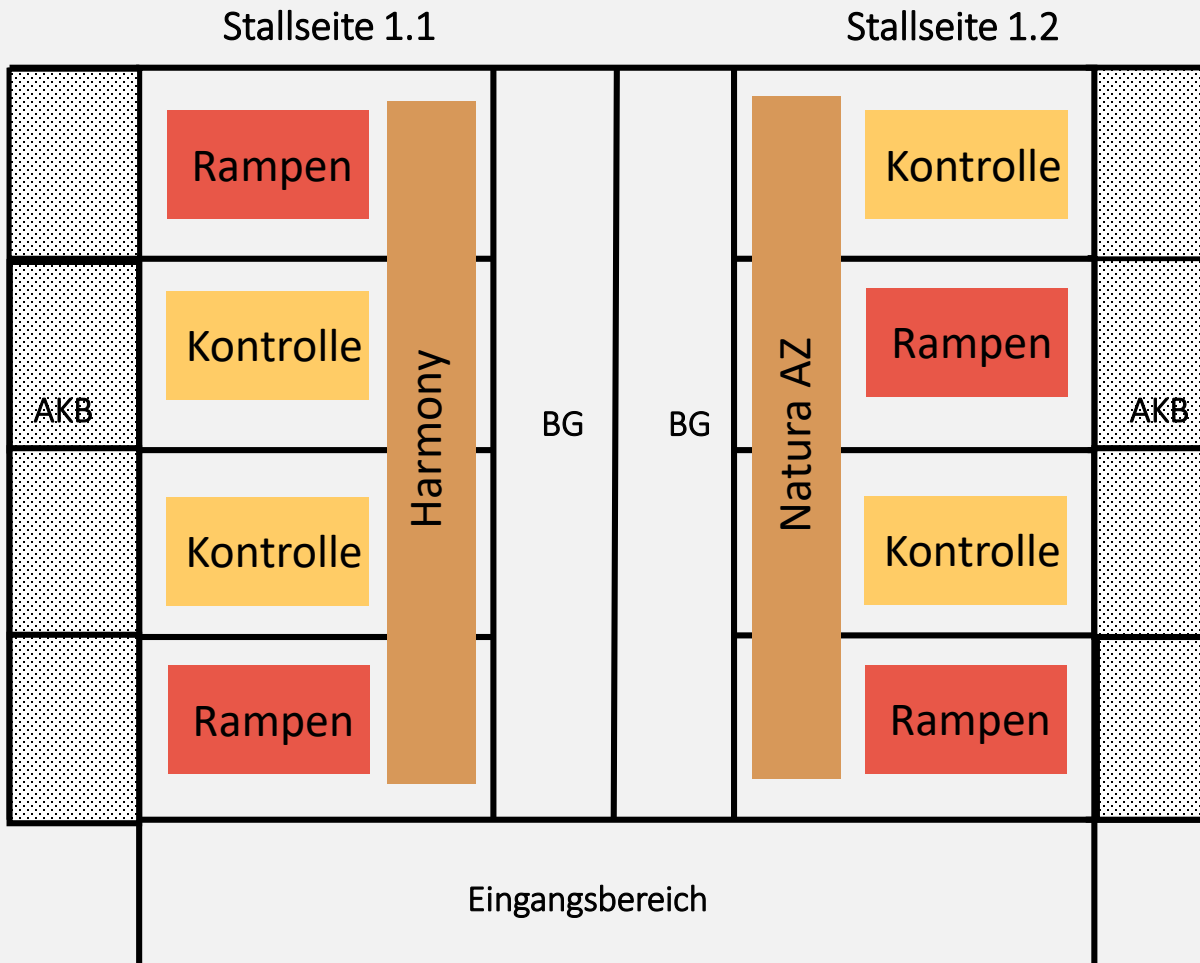 Stallseite 1.1
Stallseite 1.2
Rampen
Kontrolle
Kontrolle
Rampen
AKB
Harmony
BG
BG
Natura AZ
AKB
Kontrolle
Kontrolle
Rampen
Rampen
Eingangsbereich